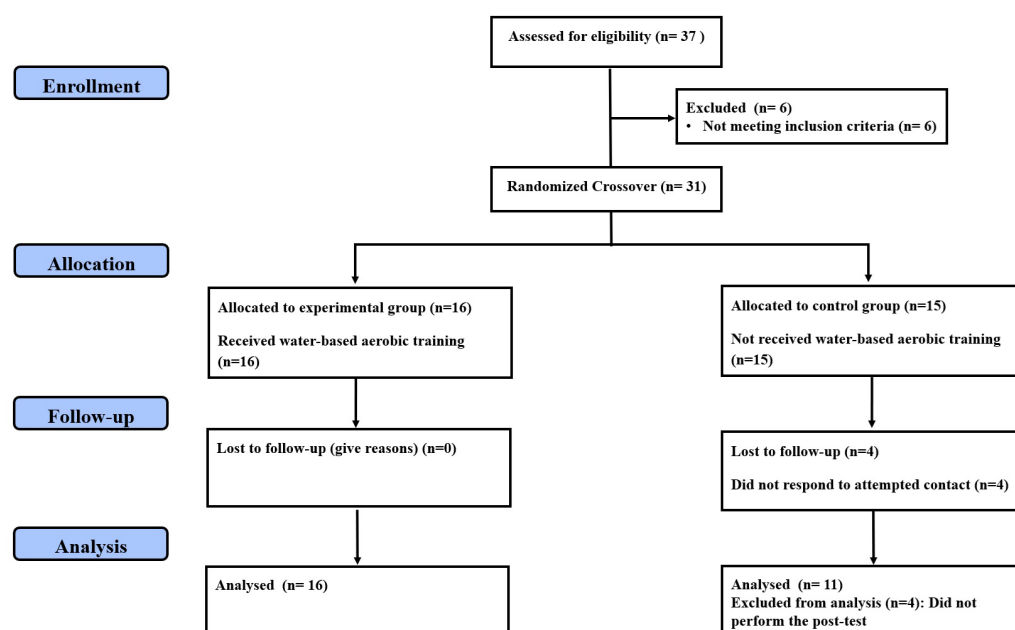 Assessed for eligibility (n= 37 )
Enrollment
Excluded  (n= 6)
• Not meeting inclusion criteria (n= 6)
Randomized Crossover (n= 31)
Allocation
Allocated to experimental group (n=16)
Received water-based aerobic training
(n=16)
Allocated to control group (n=15)
Not received water-based aerobic training
(n=15)
Follow-up
Lost to follow-up (give reasons) (n=0)
Lost to follow-up (n=4)
Did not respond to attempted contact (n=4)
Analysis
Analysed  (n= 16)
Analysed  (n= 11)
Excluded from analysis (n=4): Did not
perform the post-test